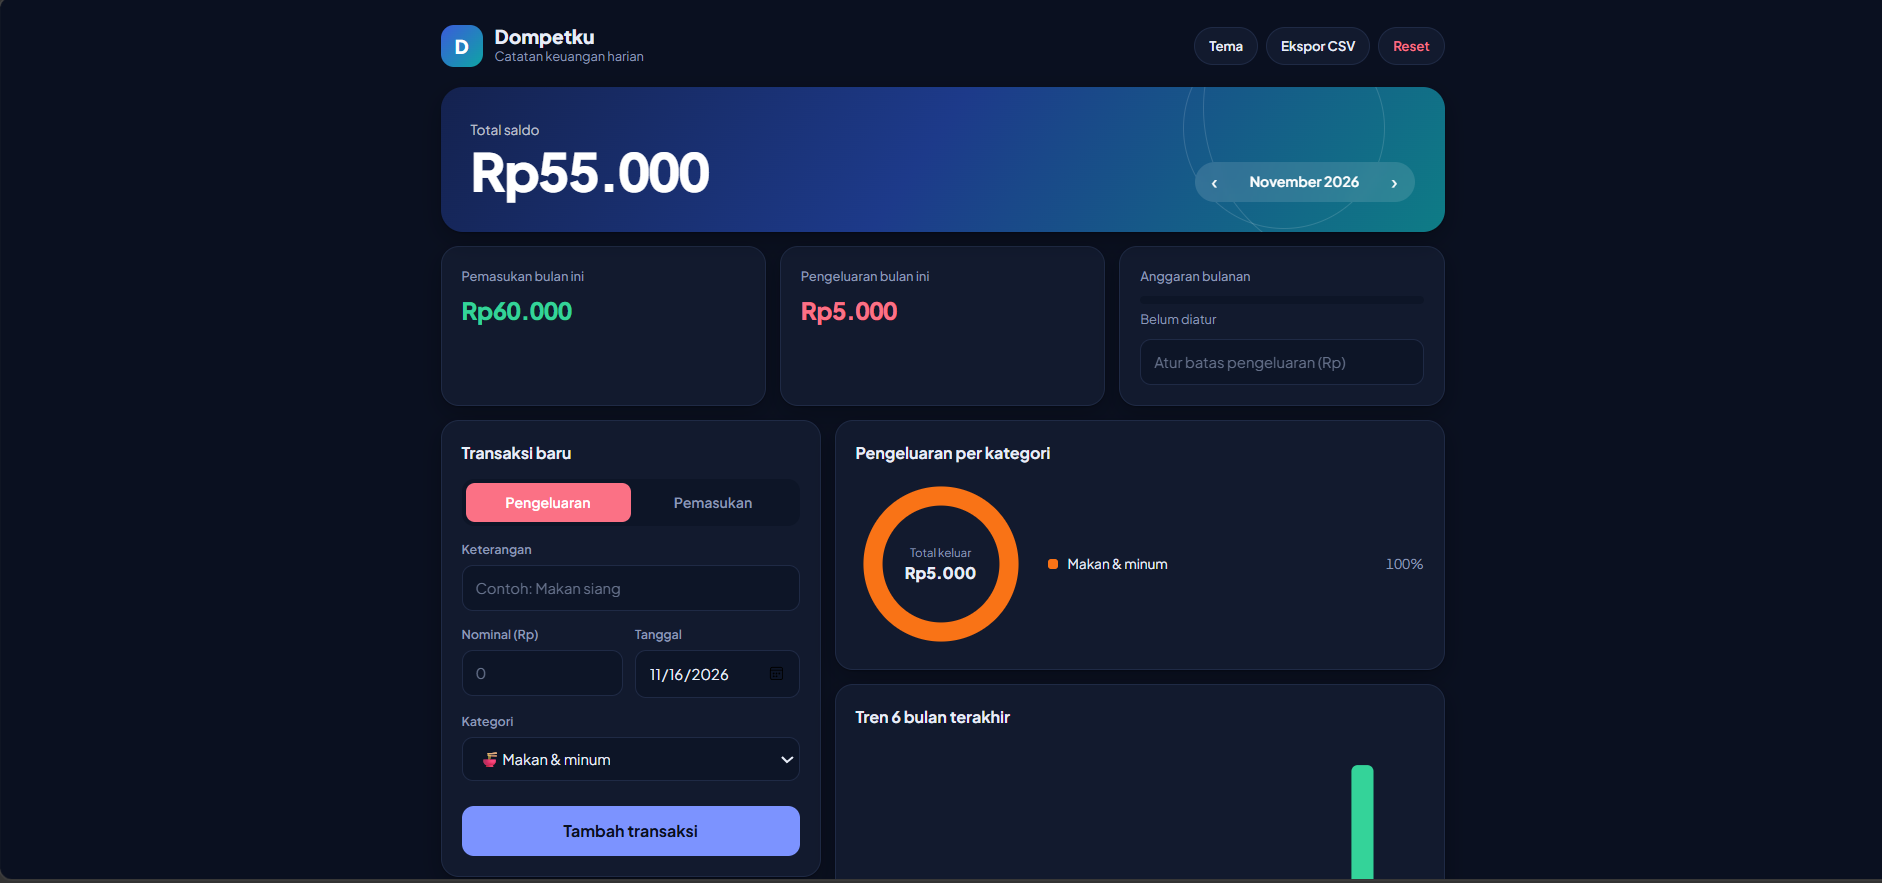 D
Dompetku
Catatan keuangan harian
Tema
Ekspor CSV
Reset
Total saldo
Rp55.000
‹ November 2026 ›
Pemasukan bulan ini
Rp60.000
Pengeluaran bulan ini
Rp5.000
Anggaran bulanan
Belum diatur
Atur batas pengeluaran (Rp)
Transaksi baru
Pengeluaran
Pemasukan
Keterangan
Contoh: Makan siang
Nominal (Rp)
Tanggal
0
11/16/2026
Kategori
🍜 Makan & minum
Tambah transaksi
Pengeluaran per kategori
Total keluar
Rp5.000
Makan & minum
100%
Tren 6 bulan terakhir